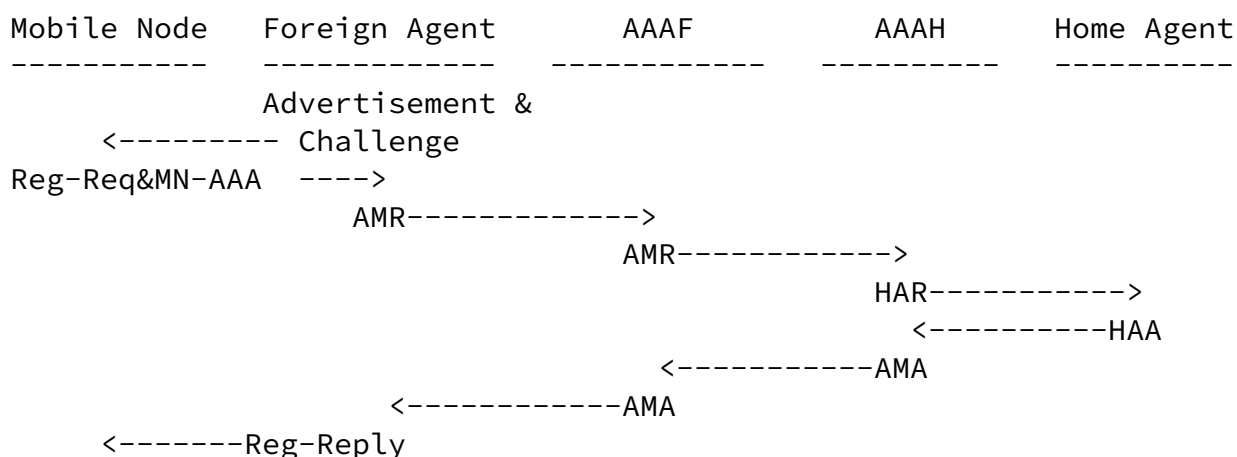 Mobile Node   Foreign Agent       AAAF             AAAH       Home Agent
-----------   -------------   ------------   ----------   ----------
              Advertisement &
     <--------- Challenge
Reg-Req&MN-AAA  ---->
                   AMR------------->
                                  AMR------------>
                                                HAR----------->
                                                  <----------HAA
                                    <-----------AMA
                     <------------AMA
     <-------Reg-Reply